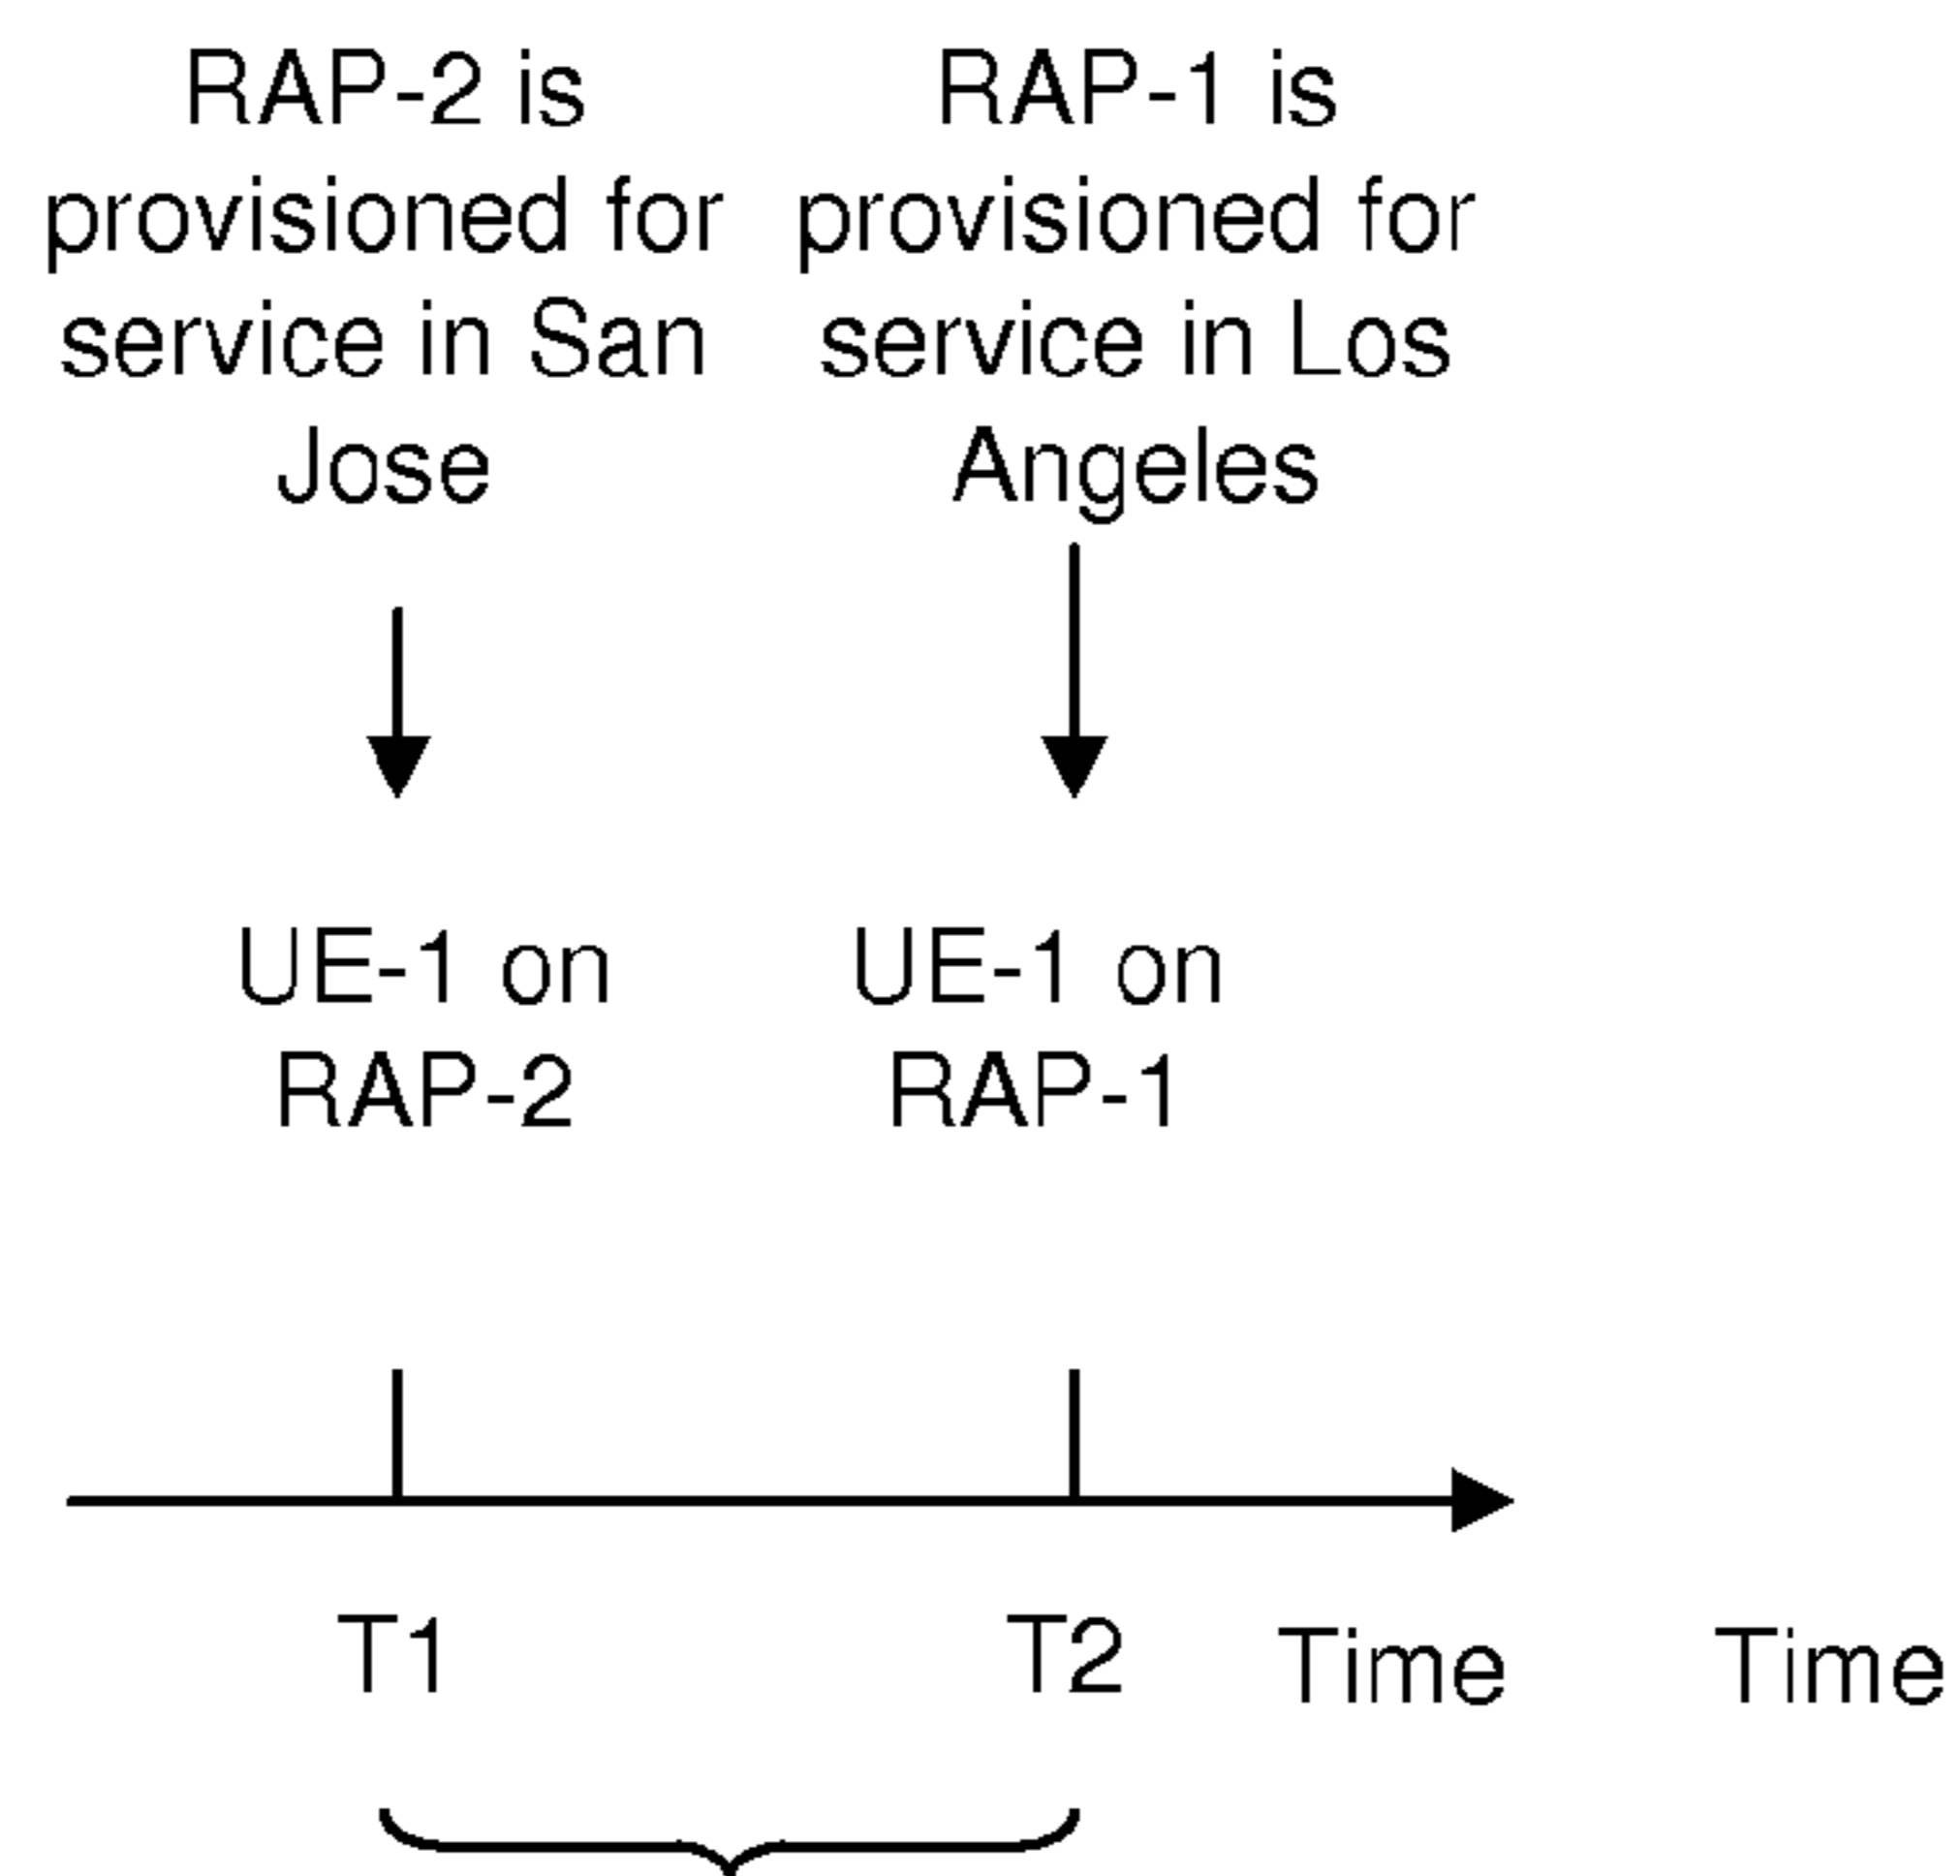 RAP-2 is
provisioned for
service in San
Jose
RAP-1 is
provisioned for
service in Los
Angeles
UE-1 on
RAP-2
UE-1 on
RAP-1
T1
T2
Time
Time